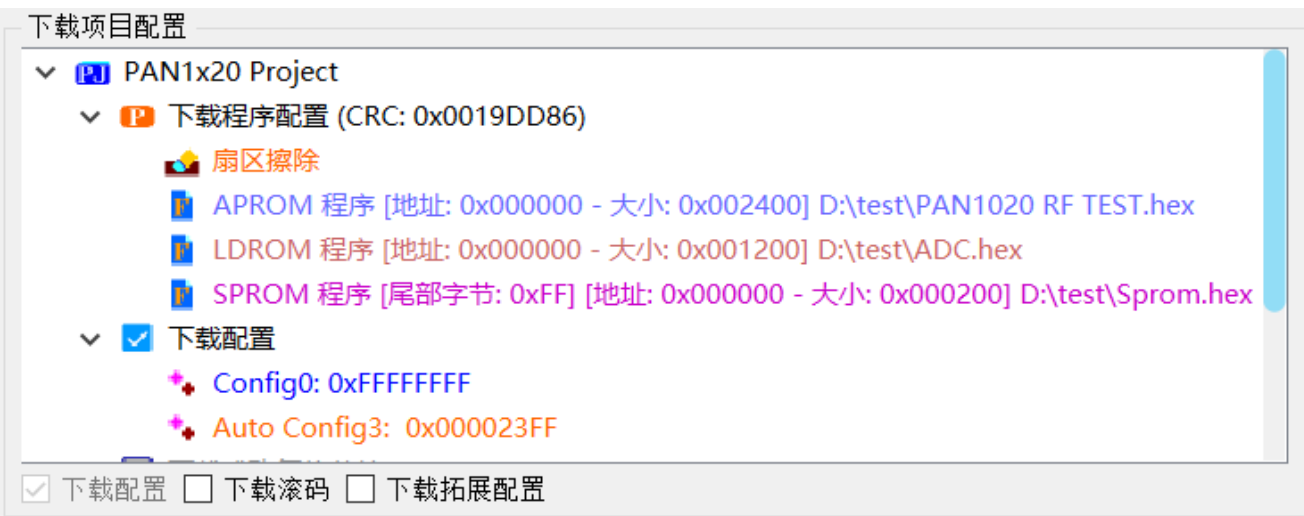 下载项目配置
PJ PAN1x20 Project
P 下载程序配置 (CRC: 0x0019DD86)
扇区擦除
F APROM 程序 [地址: 0x000000 - 大小: 0x002400] D:\test\PAN1020 RF TEST.hex
F LDROM 程序 [地址: 0x000000 - 大小: 0x001200] D:\test\ADC.hex
F SPROM 程序 [尾部字节: 0xFF] [地址: 0x000000 - 大小: 0x000200] D:\test\Sprom.hex
下载配置
Config0: 0xFFFFFFFF
Auto Config3: 0x000023FF
下载配置 下载滚码 下载拓展配置